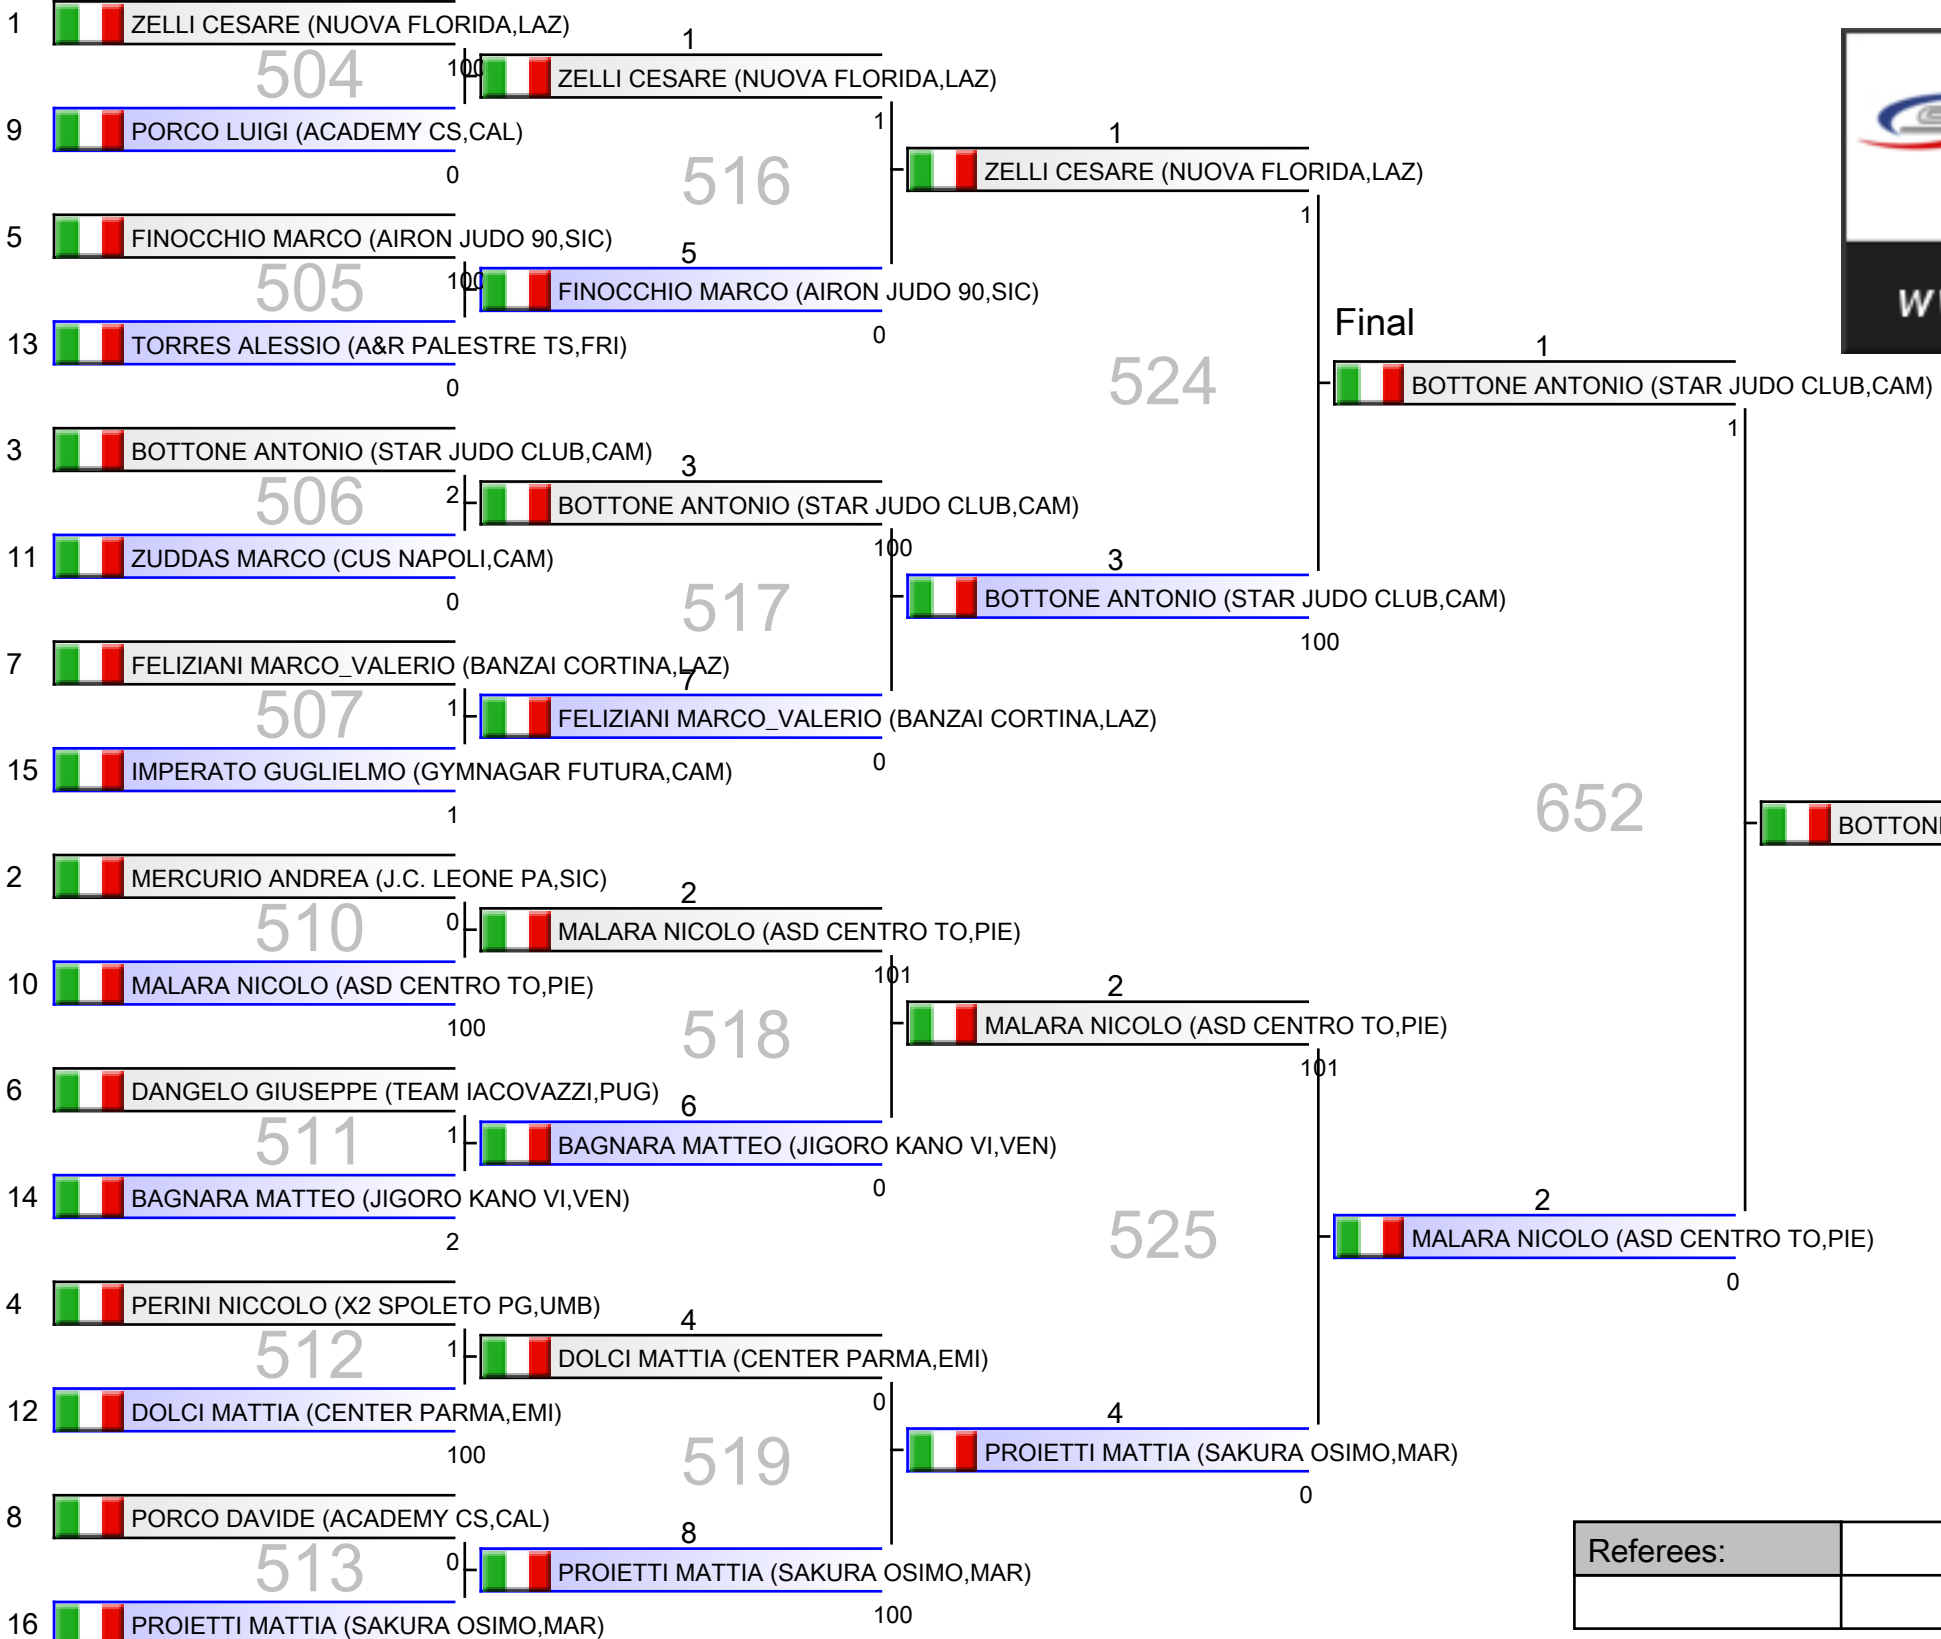 1 ZELLI CESARE (NUOVA FLORIDA,LAZ)
504 100
9 PORCO LUIGI (ACADEMY CS,CAL)
0
5 FINOCCHIO MARCO (AIRON JUDO 90,SIC)
505 100
13 TORRES ALESSIO (A&R PALESTRE TS,FRI)
0
3 BOTTONE ANTONIO (STAR JUDO CLUB,CAM)
506 2
11 ZUDDAS MARCO (CUS NAPOLI,CAM)
0
7 FELIZIANI MARCO_VALERIO (BANZAI CORTINA,LAZ)
507 1
15 IMPERATO GUGLIELMO (GYMNAGAR FUTURA,CAM)
1
2 MERCURIO ANDREA (J.C. LEONE PA,SIC)
510 0
10 MALARA NICOLO (ASD CENTRO TO,PIE)
100
6 DANGELO GIUSEPPE (TEAM IACOVAZZI,PUG)
511 1
14 BAGNARA MATTEO (JIGORO KANO VI,VEN)
2
4 PERINI NICCOLO (X2 SPOLETO PG,UMB)
512 1
12 DOLCI MATTIA (CENTER PARMA,EMI)
100
8 PORCO DAVIDE (ACADEMY CS,CAL)
513 0
16 PROIETTI MATTIA (SAKURA OSIMO,MAR)
1
ZELLI CESARE (NUOVA FLORIDA,LAZ)
1
516
5
FINOCCHIO MARCO (AIRON JUDO 90,SIC)
0
3
BOTTONE ANTONIO (STAR JUDO CLUB,CAM)
100
517
7
FELIZIANI MARCO_VALERIO (BANZAI CORTINA,LAZ)
0
2
MALARA NICOLO (ASD CENTRO TO,PIE)
101
518
6
BAGNARA MATTEO (JIGORO KANO VI,VEN)
0
4
DOLCI MATTIA (CENTER PARMA,EMI)
0
519
8
PROIETTI MATTIA (SAKURA OSIMO,MAR)
100
1
ZELLI CESARE (NUOVA FLORIDA,LAZ)
1
524
3
BOTTONE ANTONIO (STAR JUDO CLUB,CAM)
100
2
MALARA NICOLO (ASD CENTRO TO,PIE)
101
525
4
PROIETTI MATTIA (SAKURA OSIMO,MAR)
0
Final
1
BOTTONE ANTONIO (STAR JUDO CLUB,CAM)
1
652
2
MALARA NICOLO (ASD CENTRO TO,PIE)
0
Referees: